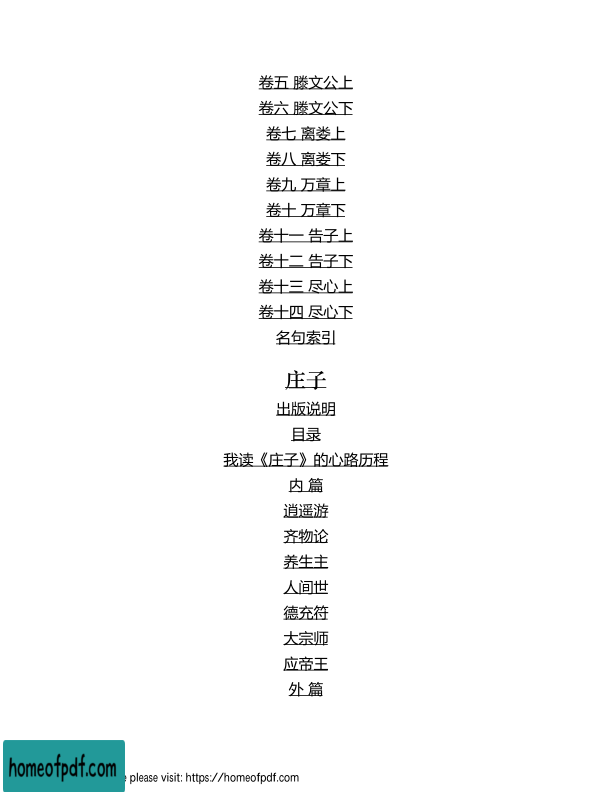 卷五 滕文公上
卷六 滕文公下
卷七 离娄上
卷八 离娄下
卷九 万章上
卷十 万章下
卷十一 告子上
卷十二 告子下
卷十三 尽心上
卷十四 尽心下
名句索引
庄子
出版说明
目录
我读《庄子》的心路历程
内 篇
逍遥游
齐物论
养生主
人间世
德充符
大宗师
应帝王
外 篇
homeofpdf.com
please visit: https://homeofpdf.com